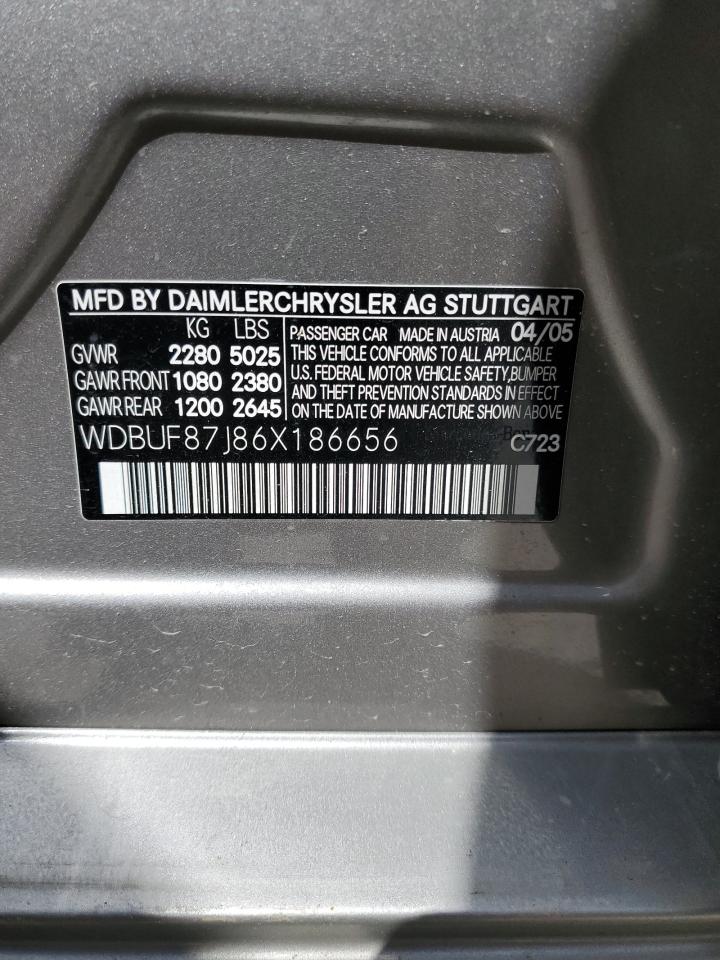 MFD BY DAIMLERCHRYSLER AG STUTTGART
KG LBS
GVWR 2280 5025
GAWR FRONT 1080 2380
GAWR REAR 1200 2645
PASSENGER CAR MADE IN AUSTRIA 04/05
THIS VEHICLE CONFORMS TO ALL APPLICABLE
U.S. FEDERAL MOTOR VEHICLE SAFETY,BUMPER
AND THEFT PREVENTION STANDARDS IN EFFECT
ON THE DATE OF MANUFACTURE SHOWN ABOVE
WDBUF87J86X186656
C723